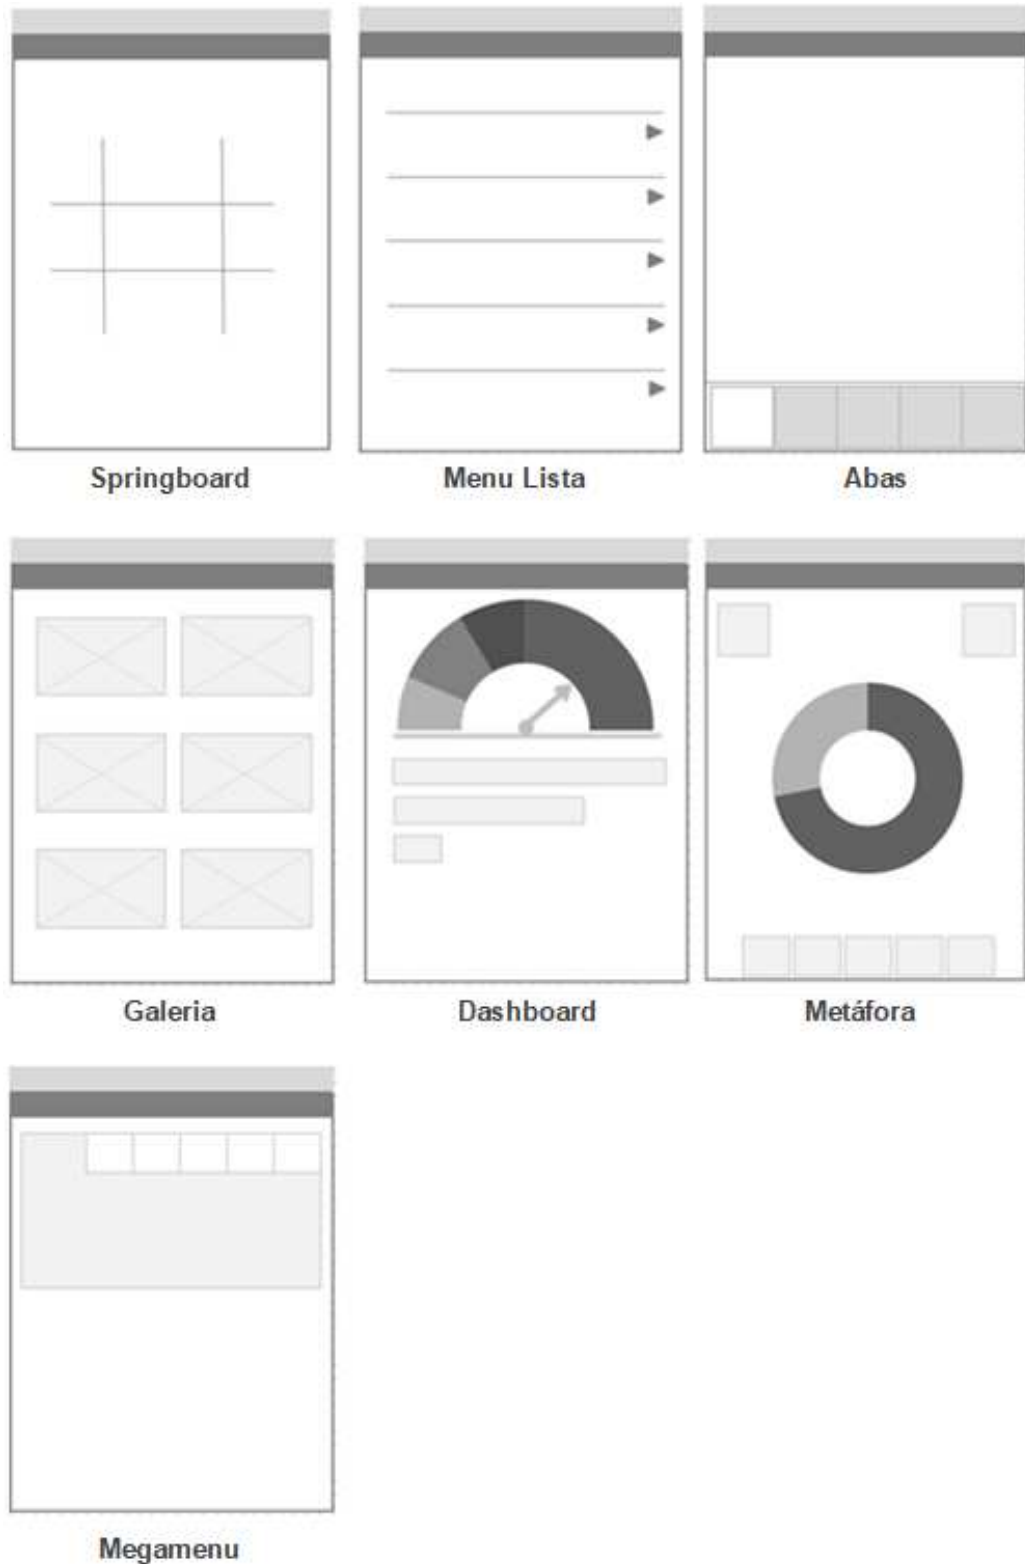 Springboard
Menu Lista
Abas
Galeria
Dashboard
Metáfora
Megamenu